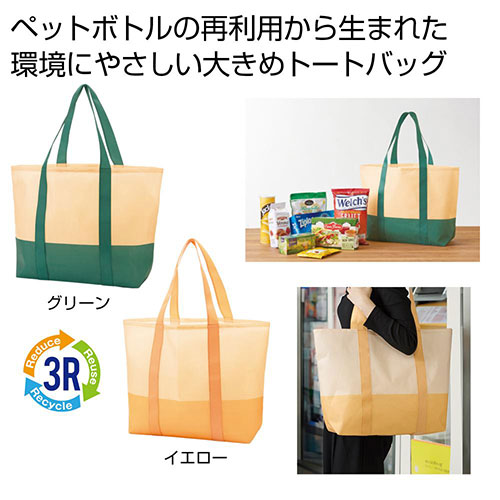 ペットボトルの再利用から生まれた
環境にやさしい大きめトートバッグ
グリーン
Welch's
Ziploc
Reduce
Reuse
Recycle
3R
イエロー